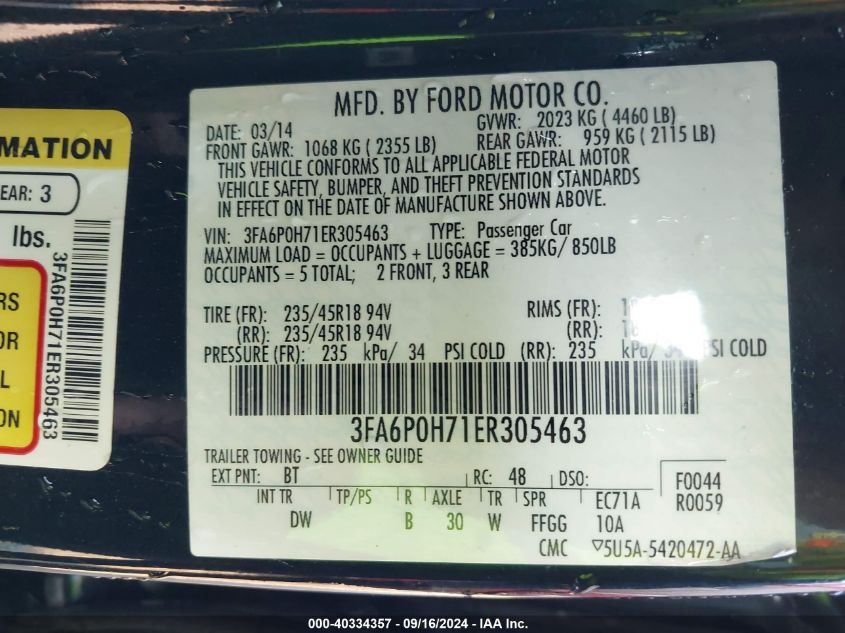 MATION
EAR: 3
lbs.
RS
OR
L
ON
3FA6P0H71ER305463
MFD. BY FORD MOTOR CO.
DATE: 03/14 GVWR: 2023 KG ( 4460 LB)
FRONT GAWR: 1068 KG ( 2355 LB) REAR GAWR: 959 KG ( 2115 LB)
THIS VEHICLE CONFORMS TO ALL APPLICABLE FEDERAL MOTOR
VEHICLE SAFETY, BUMPER, AND THEFT PREVENTION STANDARDS
IN EFFECT ON THE DATE OF MANUFACTURE SHOWN ABOVE.
VIN: 3FA6P0H71ER305463 TYPE: Passenger Car
MAXIMUM LOAD = OCCUPANTS + LUGGAGE = 385KG/ 850LB
OCCUPANTS = 5 TOTAL; 2 FRONT, 3 REAR
TIRE (FR): 235/45R18 94V RIMS (FR):
(RR): 235/45R18 94V (RR):
PRESSURE (FR): 235 kPa/ 34 PSI COLD (RR): 235 kPa/ 34 PSI COLD
3FA6P0H71ER305463
TRAILER TOWING - SEE OWNER GUIDE
EXT PNT: BT RC: 48 DSO: F0044
INT TR TP/PS R AXLE TR SPR EC71A R0059
DW B 30 W FFGG 10A
CMC ▽5U5A-5420472-AA
000-40334357 - 09/16/2024 - IAA Inc.